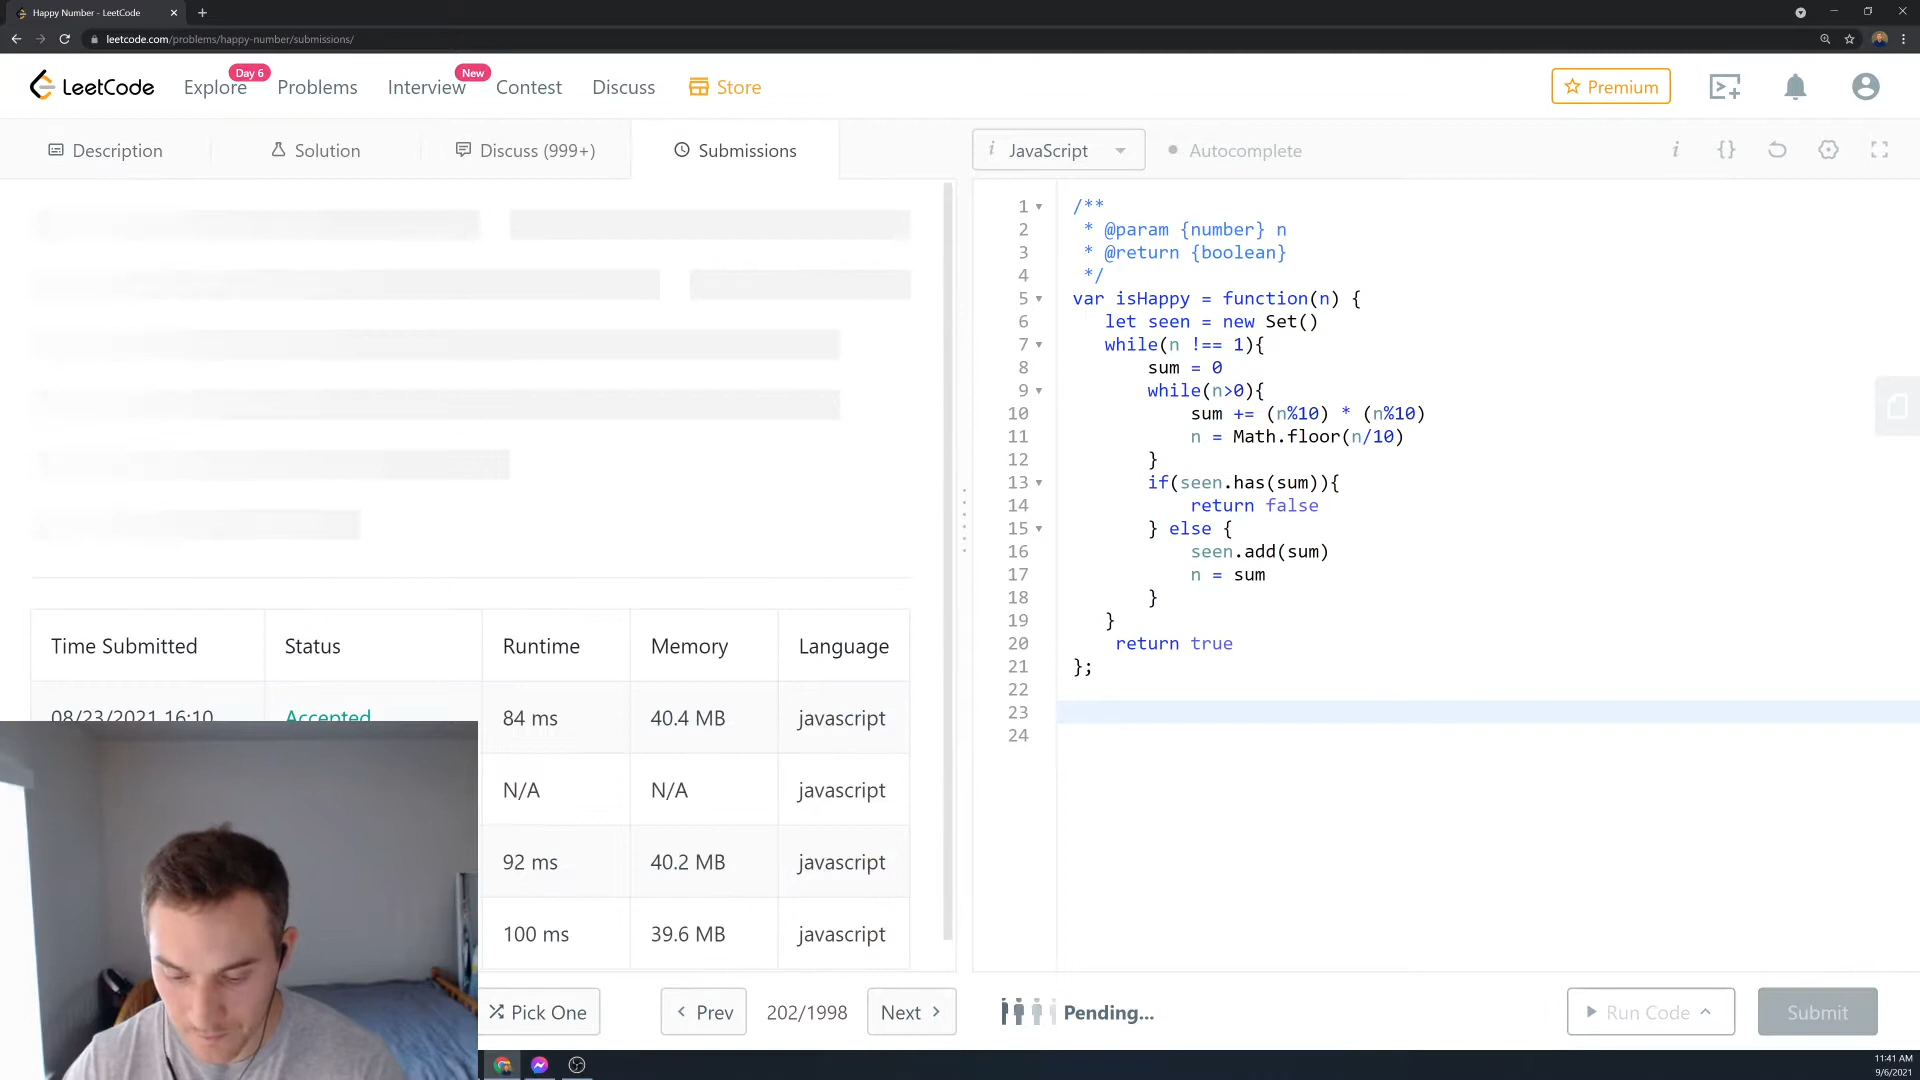 Happy Number - LeetCode
leetcode.com/problems/happy-number/submissions/
LeetCode
Explore
Day 6
Problems
Interview
New
Contest
Discuss
Store
Premium
Description
Solution
Discuss (999+)
Submissions
i JavaScript
Autocomplete
i {}
1 /**
2 * @param {number} n
3 * @return {boolean}
4 */
5 var isHappy = function(n) {
6 let seen = new Set()
7 while(n !== 1){
8 sum = 0
9 while(n>0){
10 sum += (n%10) * (n%10)
11 n = Math.floor(n/10)
12 }
13 if(seen.has(sum)){
14 return false
15 } else {
16 seen.add(sum)
17 n = sum
18 }
19 }
20 return true
21 };
22
23
24
Time Submitted Status Runtime Memory Language
08/23/2021 16:10 Accepted 84 ms 40.4 MB javascript
N/A N/A javascript
92 ms 40.2 MB javascript
100 ms 39.6 MB javascript
Pick One
Prev
202/1998
Next
Pending...
Run Code
Submit
11:41 AM
9/6/2021